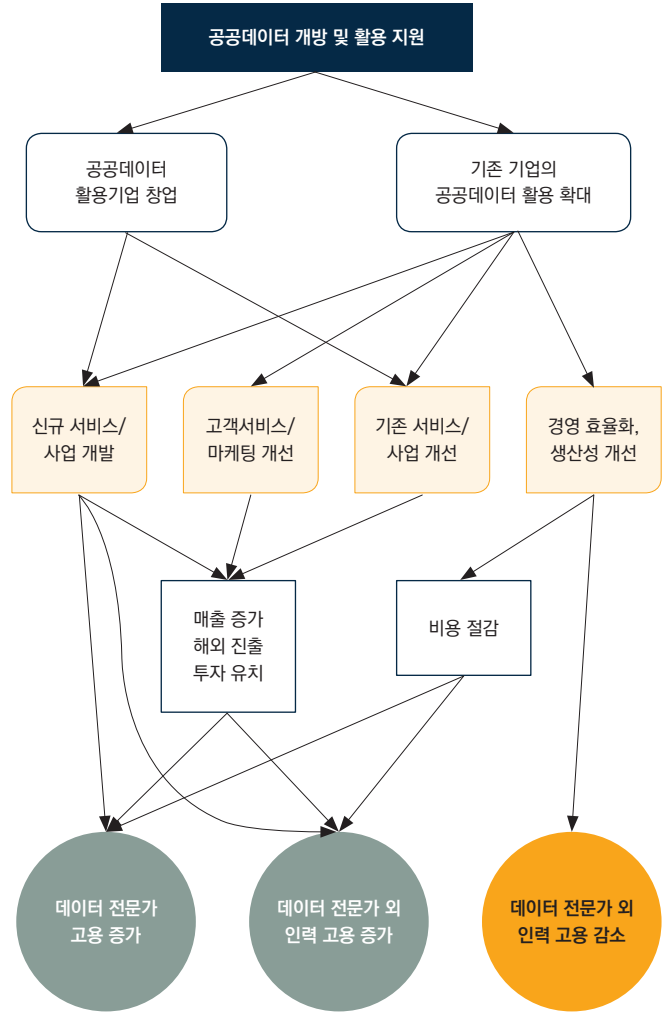 공공데이터 개방 및 활용 지원
공공데이터
활용기업 창업
기존 기업의
공공데이터 활용 확대
신규 서비스/
사업 개발
고객서비스/
마케팅 개선
기존 서비스/
사업 개선
경영 효율화,
생산성 개선
매출 증가
해외 진출
투자 유치
비용 절감
데이터 전문가
고용 증가
데이터 전문가 외
인력 고용 증가
데이터 전문가 외
인력 고용 감소